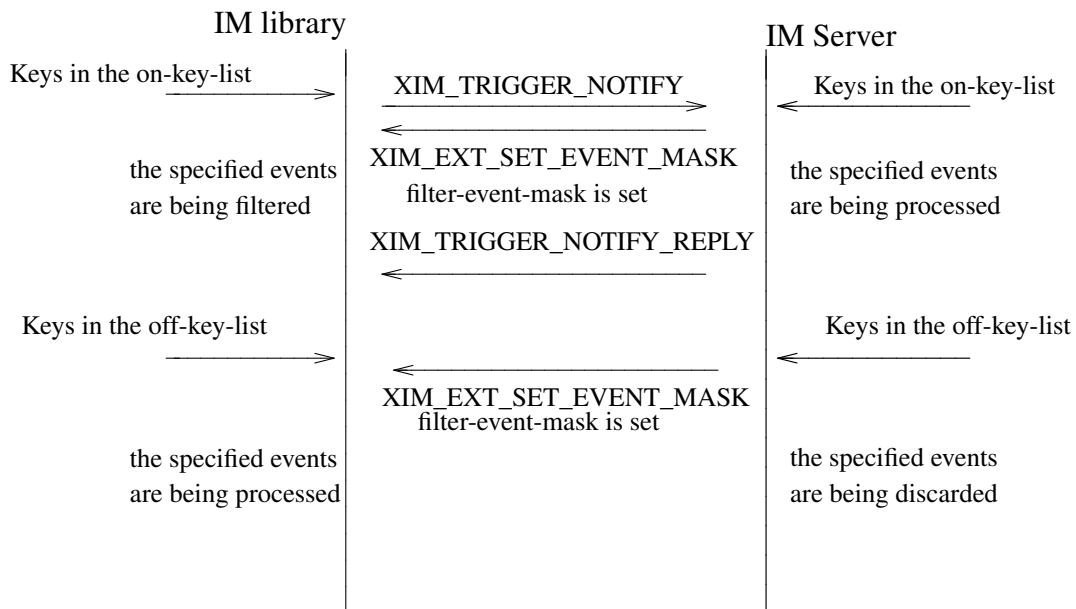 IM library
IM Server
Keys in the on-key-list
XIM_TRIGGER_NOTIFY
Keys in the on-key-list
XIM_EXT_SET_EVENT_MASK
filter-event-mask is set
the specified events
are being filtered
the specified events
are being processed
XIM_TRIGGER_NOTIFY_REPLY
Keys in the off-key-list
Keys in the off-key-list
XIM_EXT_SET_EVENT_MASK
filter-event-mask is set
the specified events
are being processed
the specified events
are being discarded